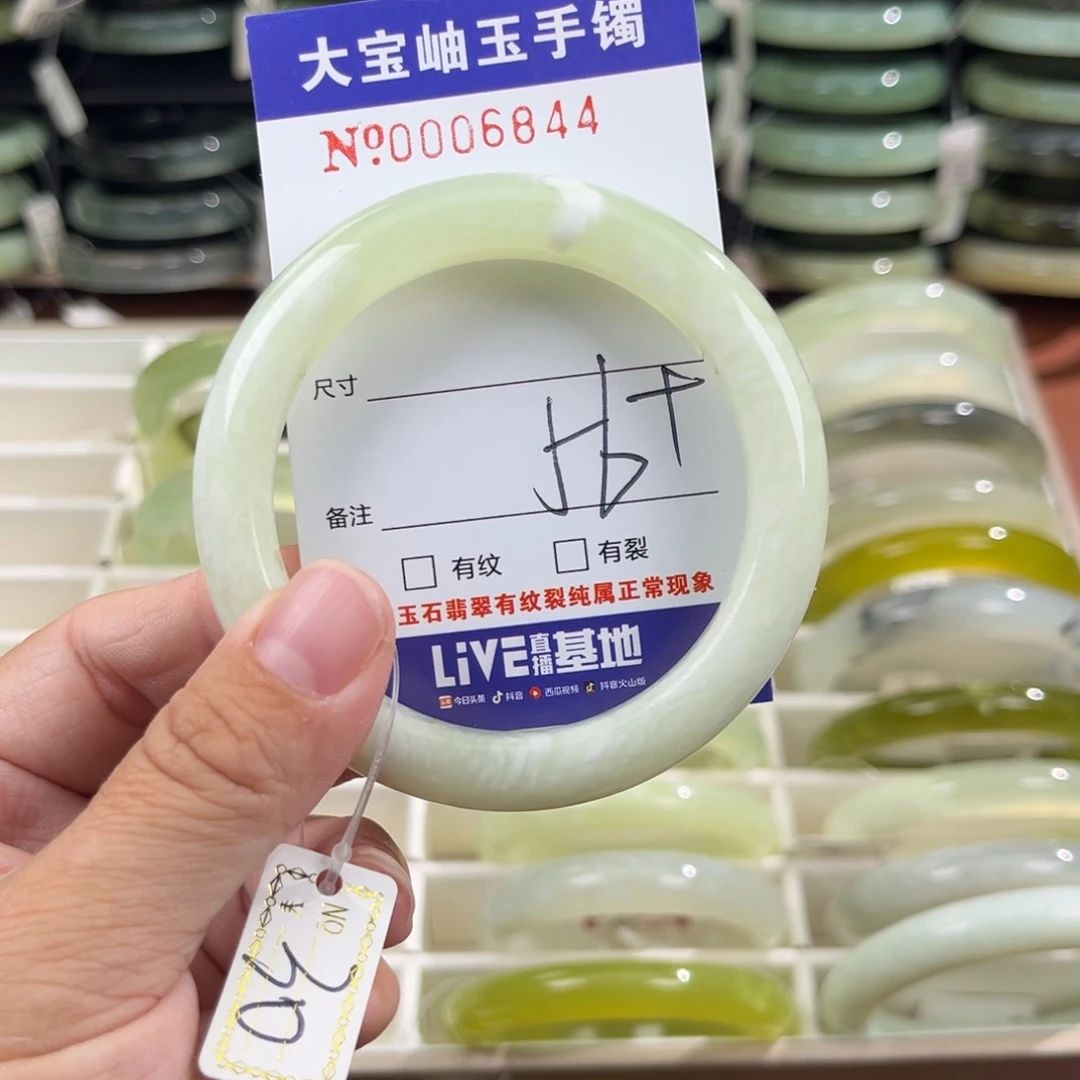 大宝岫玉手镯
Nº0006844
尺寸
56+
备注
有纹 有裂
玉石翡翠有纹裂纯属正常现象
LiVE直播基地
今日头条 抖音 西瓜视频 抖音火山版
NO.